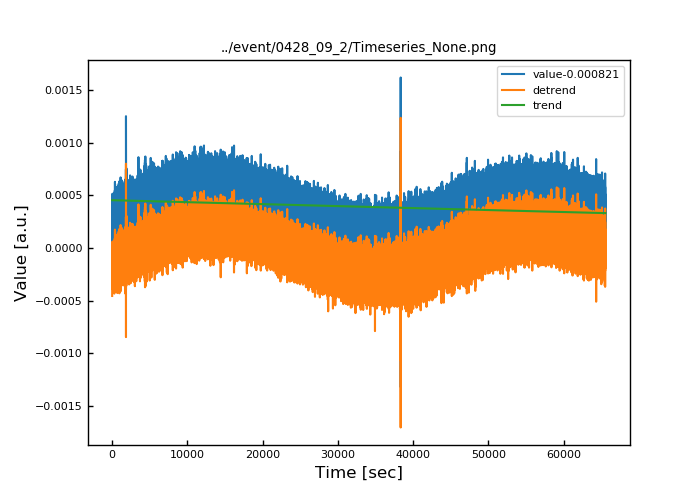 ../event/0428_09_2/Timeseries_None.png
value-0.000821
detrend
trend
0.0015
0.0010
0.0005
0.0000
−0.0005
−0.0010
−0.0015
Value [a.u.]
0 10000 20000 30000 40000 50000 60000
Time [sec]